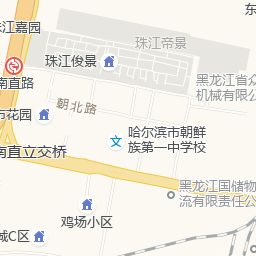 东
珠江嘉园
珠江帝景
珠江俊景
黑龙江省众
机械有限公
南直路
朝北路
花园
哈尔滨市朝鲜
族第一中学校
南直立交桥
黑龙江国储物
流有限责任公
鸡场小区
城C区